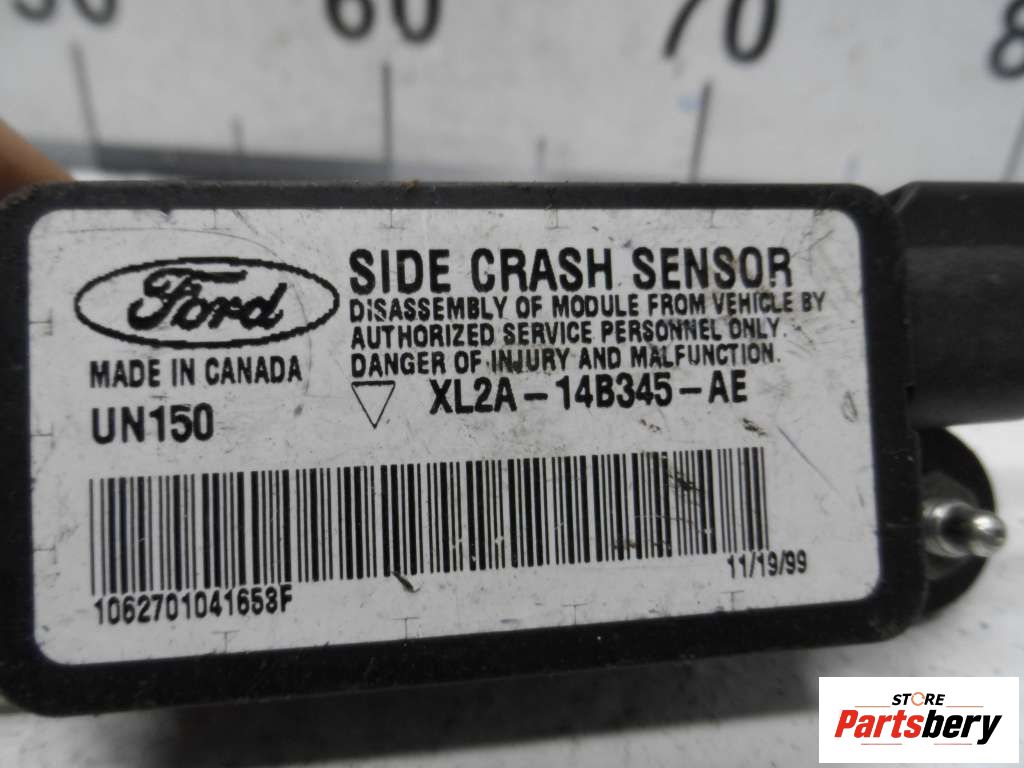 60
70
8
Ford
MADE IN CANADA
UN150
SIDE CRASH SENSOR
DISASSEMBLY OF MODULE FROM VEHICLE BY
AUTHORIZED SERVICE PERSONNEL ONLY.
DANGER OF INJURY AND MALFUNCTION.
XL2A-14B345-AE
1062701041653F
11/19/99
STORE
Partsbery